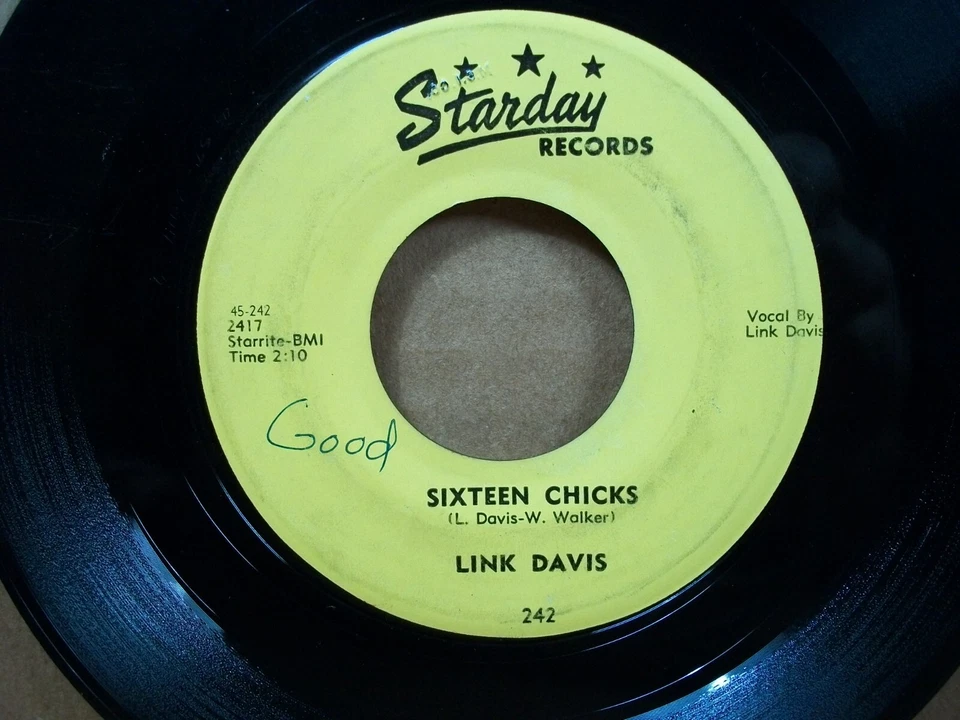 Starday
RECORDS
45-242
2417
Starrite-BMI
Time 2:10
Vocal By
Link Davis
Good
SIXTEEN CHICKS
(L. Davis-W. Walker)
LINK DAVIS
242